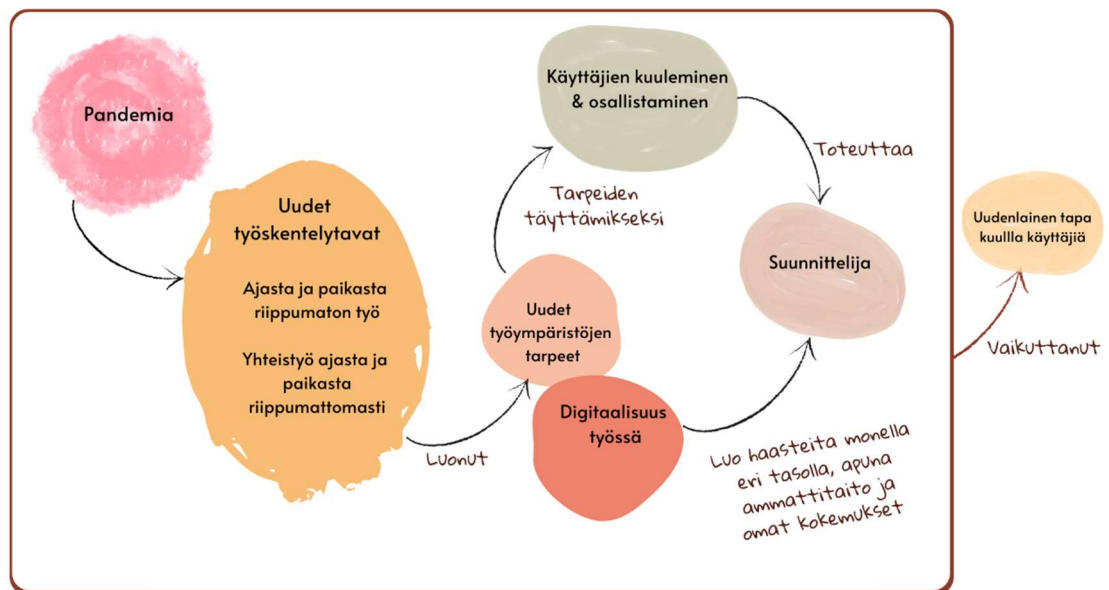 Pandemia
Uudet
työskentelytavat
Ajasta ja paikasta
riippumaton työ
Yhteistyö ajasta ja
paikasta
riippumattomasti
Luonut
Uudet
työympäristöjen
tarpeet
Digitaalisuus
työssä
Tarpeiden
täyttämikseksi
Käyttäjien kuuleminen
& osallistaminen
Toteuttaa
Suunnittelija
Luo haasteita monella
eri tasolla, apuna
ammattitaito ja
omat kokemukset
Vaikuttanut
Uudenlainen tapa
kuullla käyttäjiä